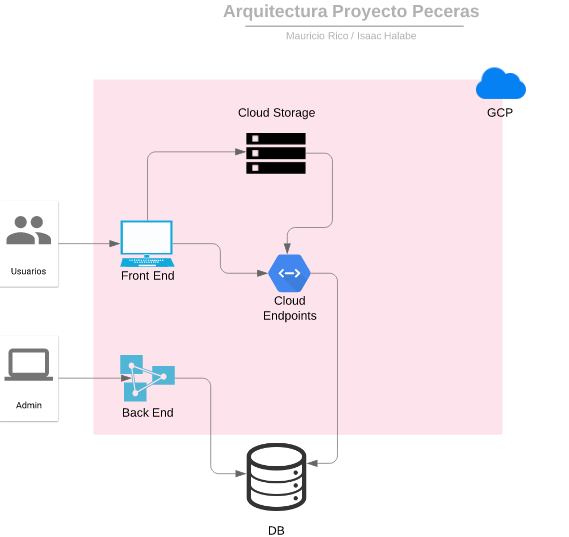 Arquitectura Proyecto Peceras
Mauricio Rico / Isaac Halabe
GCP
Cloud Storage
Usuarios
Front End
Cloud
Endpoints
Admin
Back End
DB